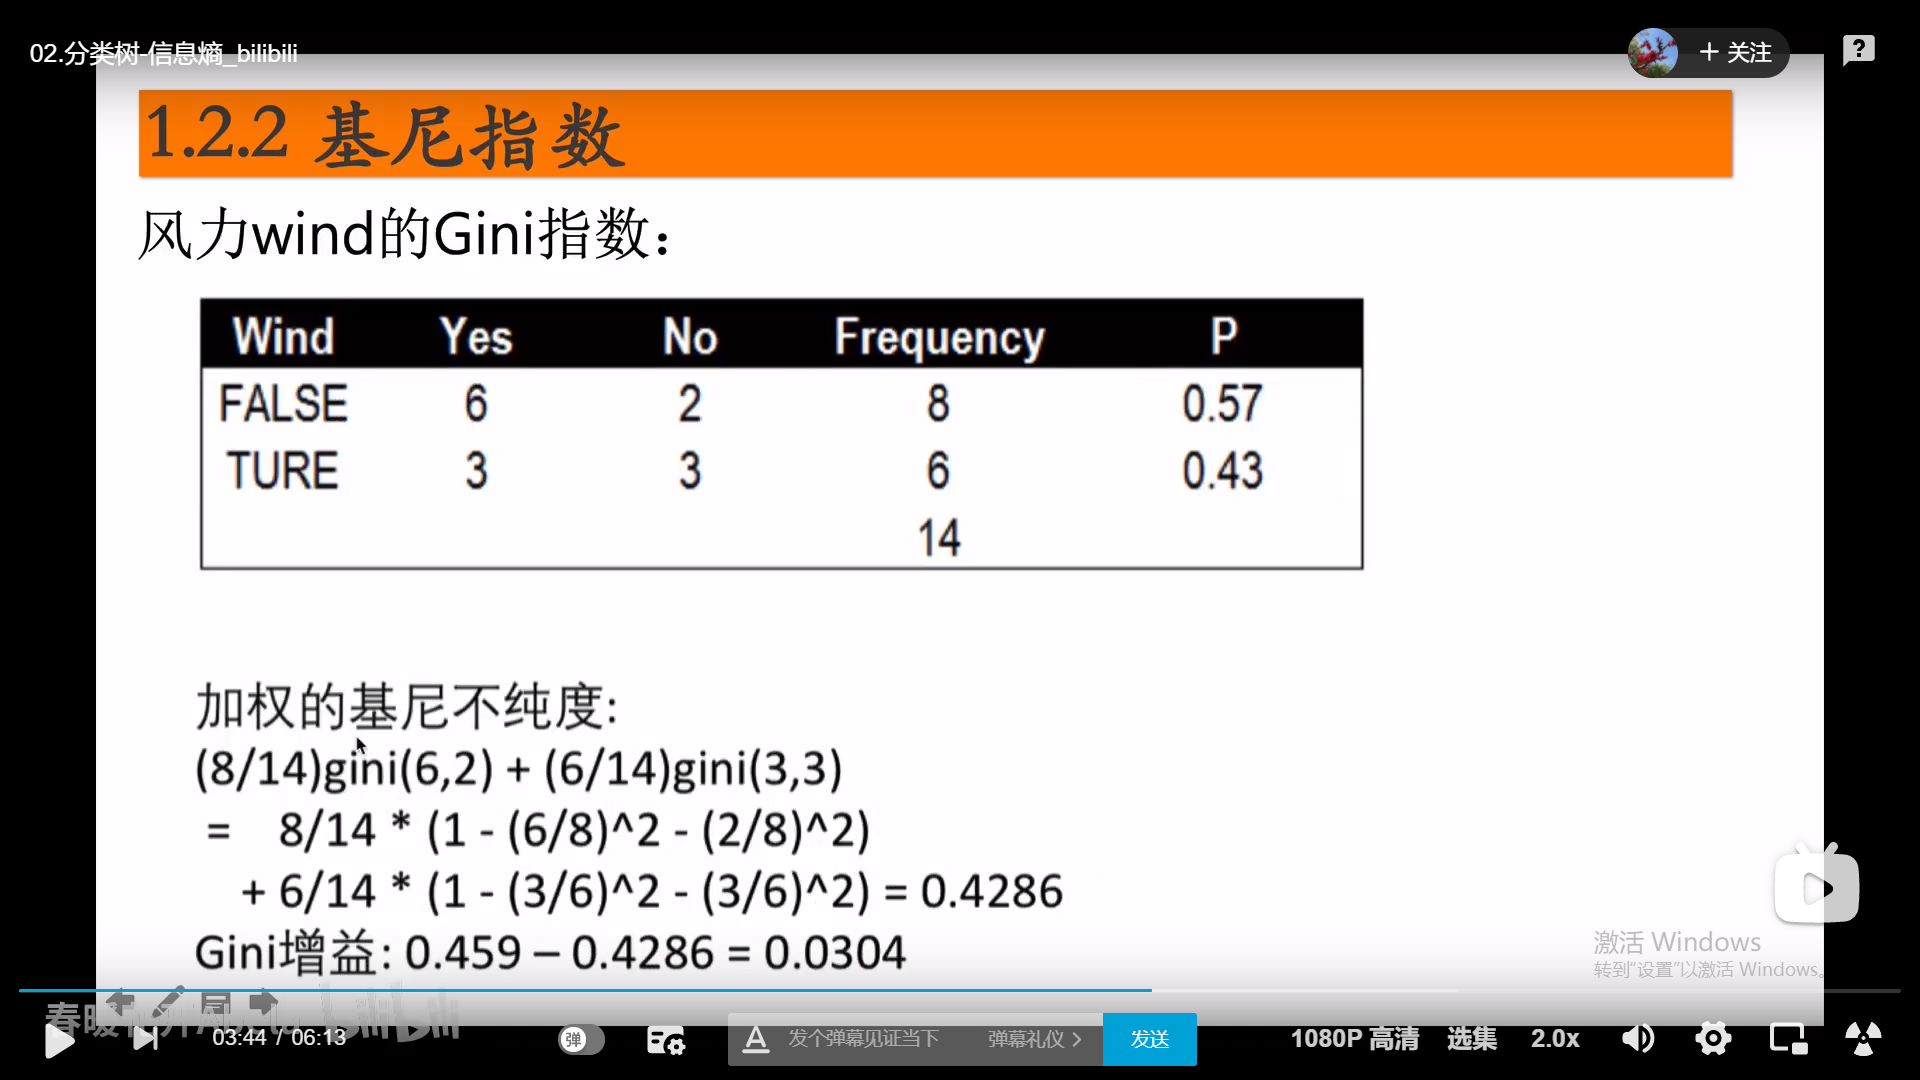 02.分类树-信息熵_bilibili
+ 关注
?
1.2.2 基尼指数
风力wind的Gini指数：
Wind Yes No Frequency P
FALSE 6 2 8 0.57
TURE 3 3 6 0.43
14
加权的基尼不纯度:
(8/14)gini(6,2) + (6/14)gini(3,3)
= 8/14 * (1 - (6/8)^2 - (2/8)^2)
+ 6/14 * (1 - (3/6)^2 - (3/6)^2) = 0.4286
Gini增益: 0.459 – 0.4286 = 0.0304
激活 Windows
转到“设置”以激活 Windows。
bilibili
03:44 / 06:13
弹
A 发个弹幕见证当下 弹幕礼仪 >
发送
1080P 高清 选集 2.0x